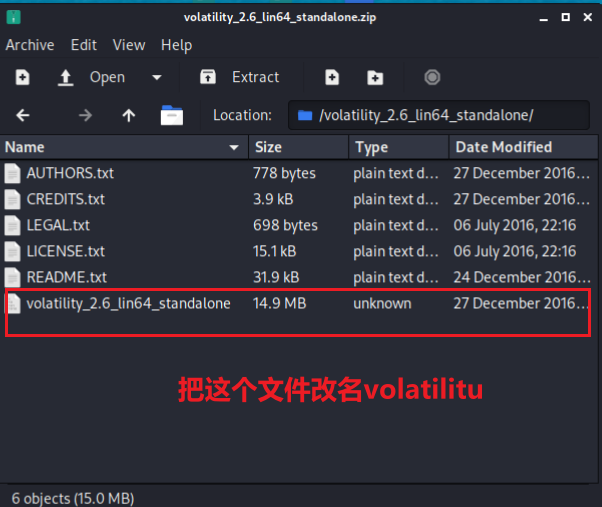 volatility_2.6_lin64_standalone.zip
Archive Edit View Help
Open Extract
Location: /volatility_2.6_lin64_standalone/
Name Size Type Date Modified
AUTHORS.txt 778 bytes plain text d... 27 December 2016...
CREDITS.txt 3.9 kB plain text d... 27 December 2016...
LEGAL.txt 698 bytes plain text d... 06 July 2016, 22:16
LICENSE.txt 15.1 kB plain text d... 06 July 2016, 22:16
README.txt 31.9 kB plain text d... 24 December 2016...
volatility_2.6_lin64_standalone 14.9 MB unknown 27 December 2016...
把这个文件改名volatilitu
6 objects (15.0 MB)